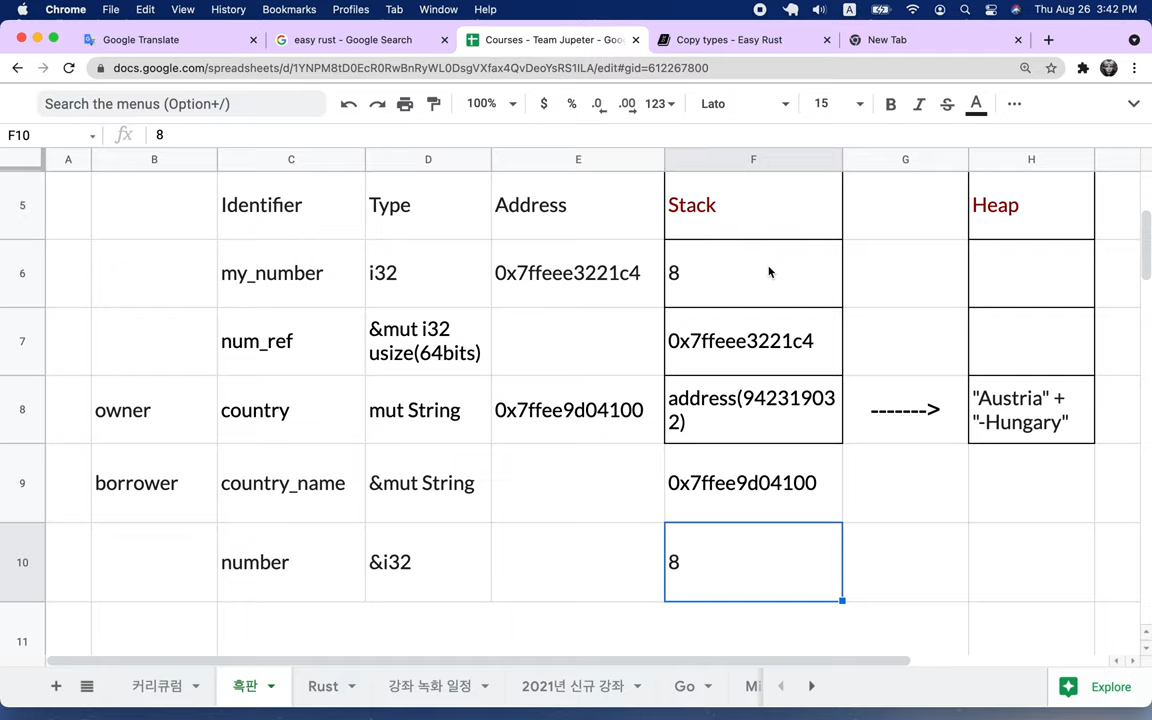 Chrome File Edit View History Bookmarks Profiles Tab Window Help A Thu Aug 26 3:42 PM
Google Translate easy rust - Google Search Courses - Team Jupeter - Goo Copy types - Easy Rust New Tab
docs.google.com/spreadsheets/d/1YNPM8tD0EcR0RwBnRyWL0DsgVXfax4QvDeoYsRS1ILA/edit#gid=612267800
Search the menus (Option+/) 100% $ % .0 .00 123 Lato 15 B I S A
F10 fx 8
A B C D E F G H
5 Identifier Type Address Stack Heap
6 my_number i32 0x7ffeee3221c4 8
7 num_ref &mut i32 0x7ffeee3221c4
usize(64bits)
8 owner country mut String 0x7ffee9d04100 address(94231903 -------> "Austria" +
2) "-Hungary"
9 borrower country_name &mut String 0x7ffee9d04100
10 number &i32 8
11
커리큘럼 흑판 Rust 강좌 녹화 일정 2021년 신규 강좌 Go Mi Explore